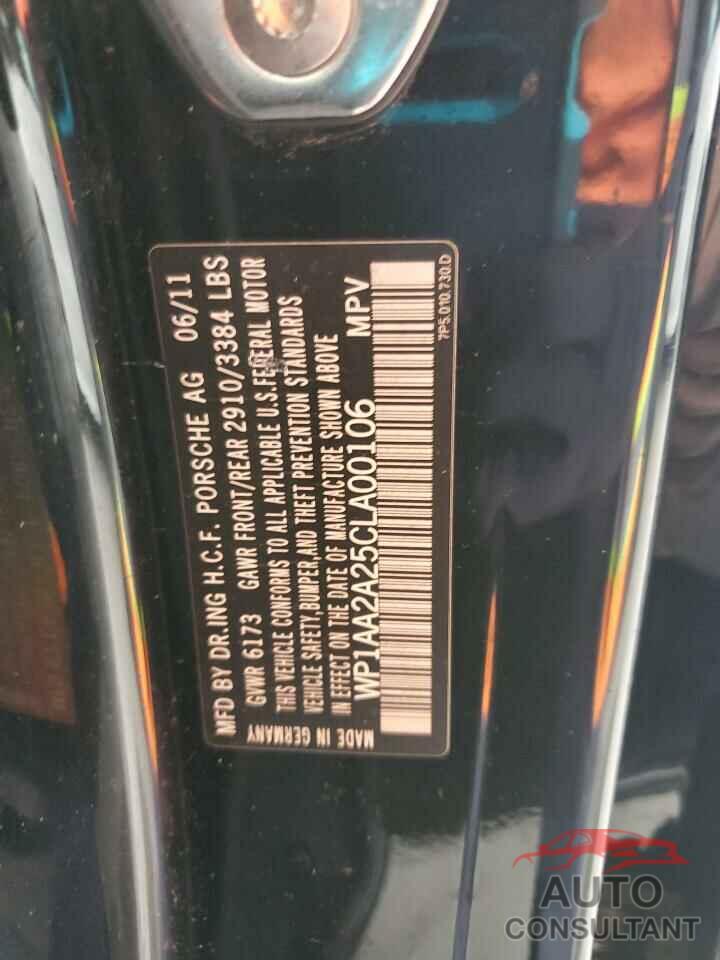 MFD BY DR.ING H.C.F. PORSCHE AG 06/11
GVWR 6173 GAWR FRONT/REAR 2910/3384 LBS
THIS VEHICLE CONFORMS TO ALL APPLICABLE U.S.FEDERAL MOTOR
VEHICLE SAFETY,BUMPER,AND THEFT PREVENTION STANDARDS
IN EFFECT ON THE DATE OF MANUFACTURE SHOWN ABOVE
WP1AA2A25CLA00106 MPV
MADE IN GERMANY
7P5.010.730.D
AUTO
CONSULTANT